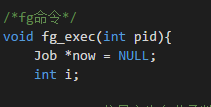 /*fg命令*/
void fg_exec(int pid){
    Job *now = NULL;
    int i;